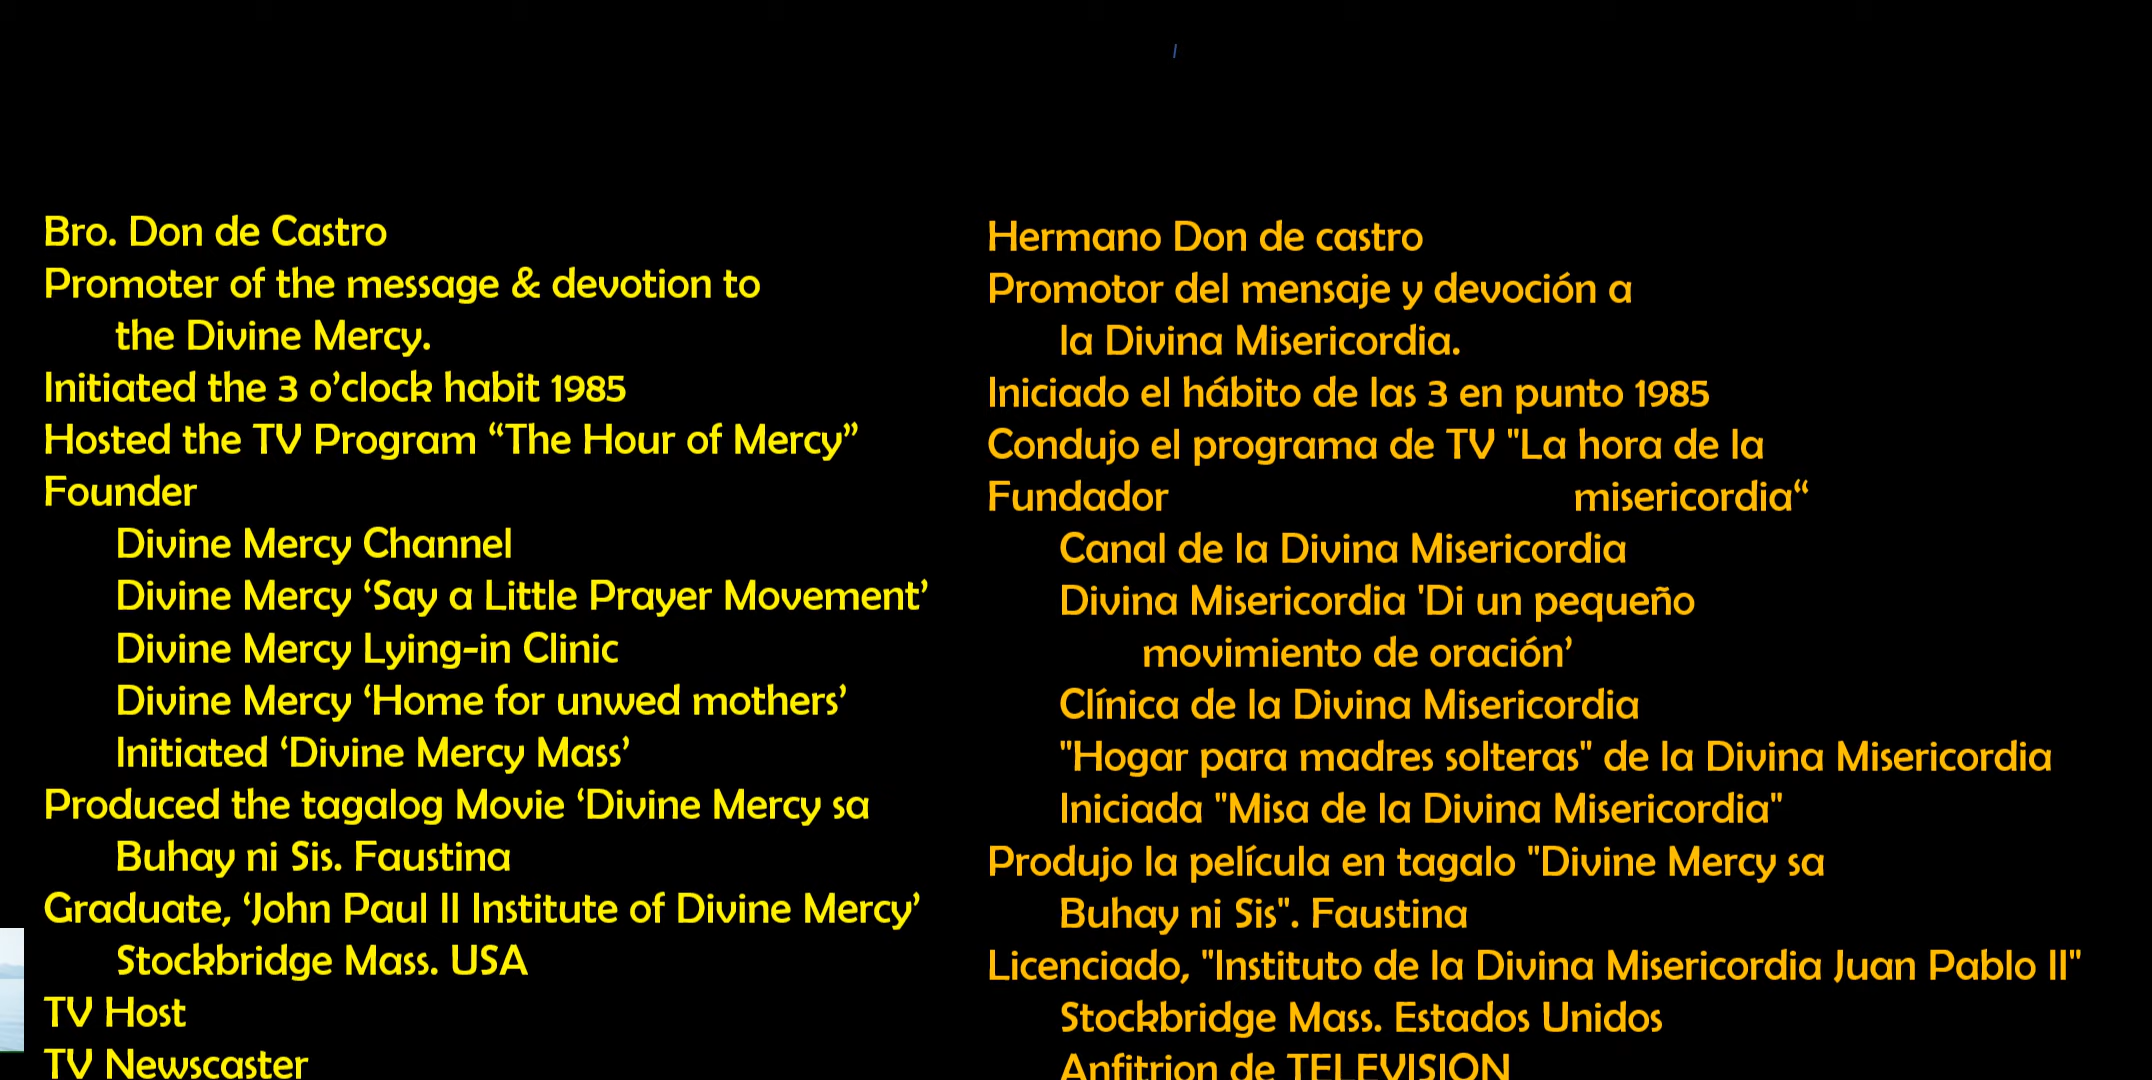 Bro. Don de Castro
Promoter of the message & devotion to
the Divine Mercy.
Initiated the 3 o’clock habit 1985
Hosted the TV Program “The Hour of Mercy”
Founder
Divine Mercy Channel
Divine Mercy ‘Say a Little Prayer Movement’
Divine Mercy Lying-in Clinic
Divine Mercy ‘Home for unwed mothers’
Initiated ‘Divine Mercy Mass’
Produced the tagalog Movie ‘Divine Mercy sa
Buhay ni Sis. Faustina
Graduate, ‘John Paul II Institute of Divine Mercy’
Stockbridge Mass. USA
TV Host
TV Newscaster
Hermano Don de castro
Promotor del mensaje y devoción a
la Divina Misericordia.
Iniciado el hábito de las 3 en punto 1985
Condujo el programa de TV "La hora de la
Fundador misericordia“
Canal de la Divina Misericordia
Divina Misericordia 'Di un pequeño
movimiento de oración’
Clínica de la Divina Misericordia
"Hogar para madres solteras" de la Divina Misericordia
Iniciada "Misa de la Divina Misericordia"
Produjo la película en tagalo "Divine Mercy sa
Buhay ni Sis". Faustina
Licenciado, "Instituto de la Divina Misericordia Juan Pablo II"
Stockbridge Mass. Estados Unidos
Anfitrion de TELEVISION